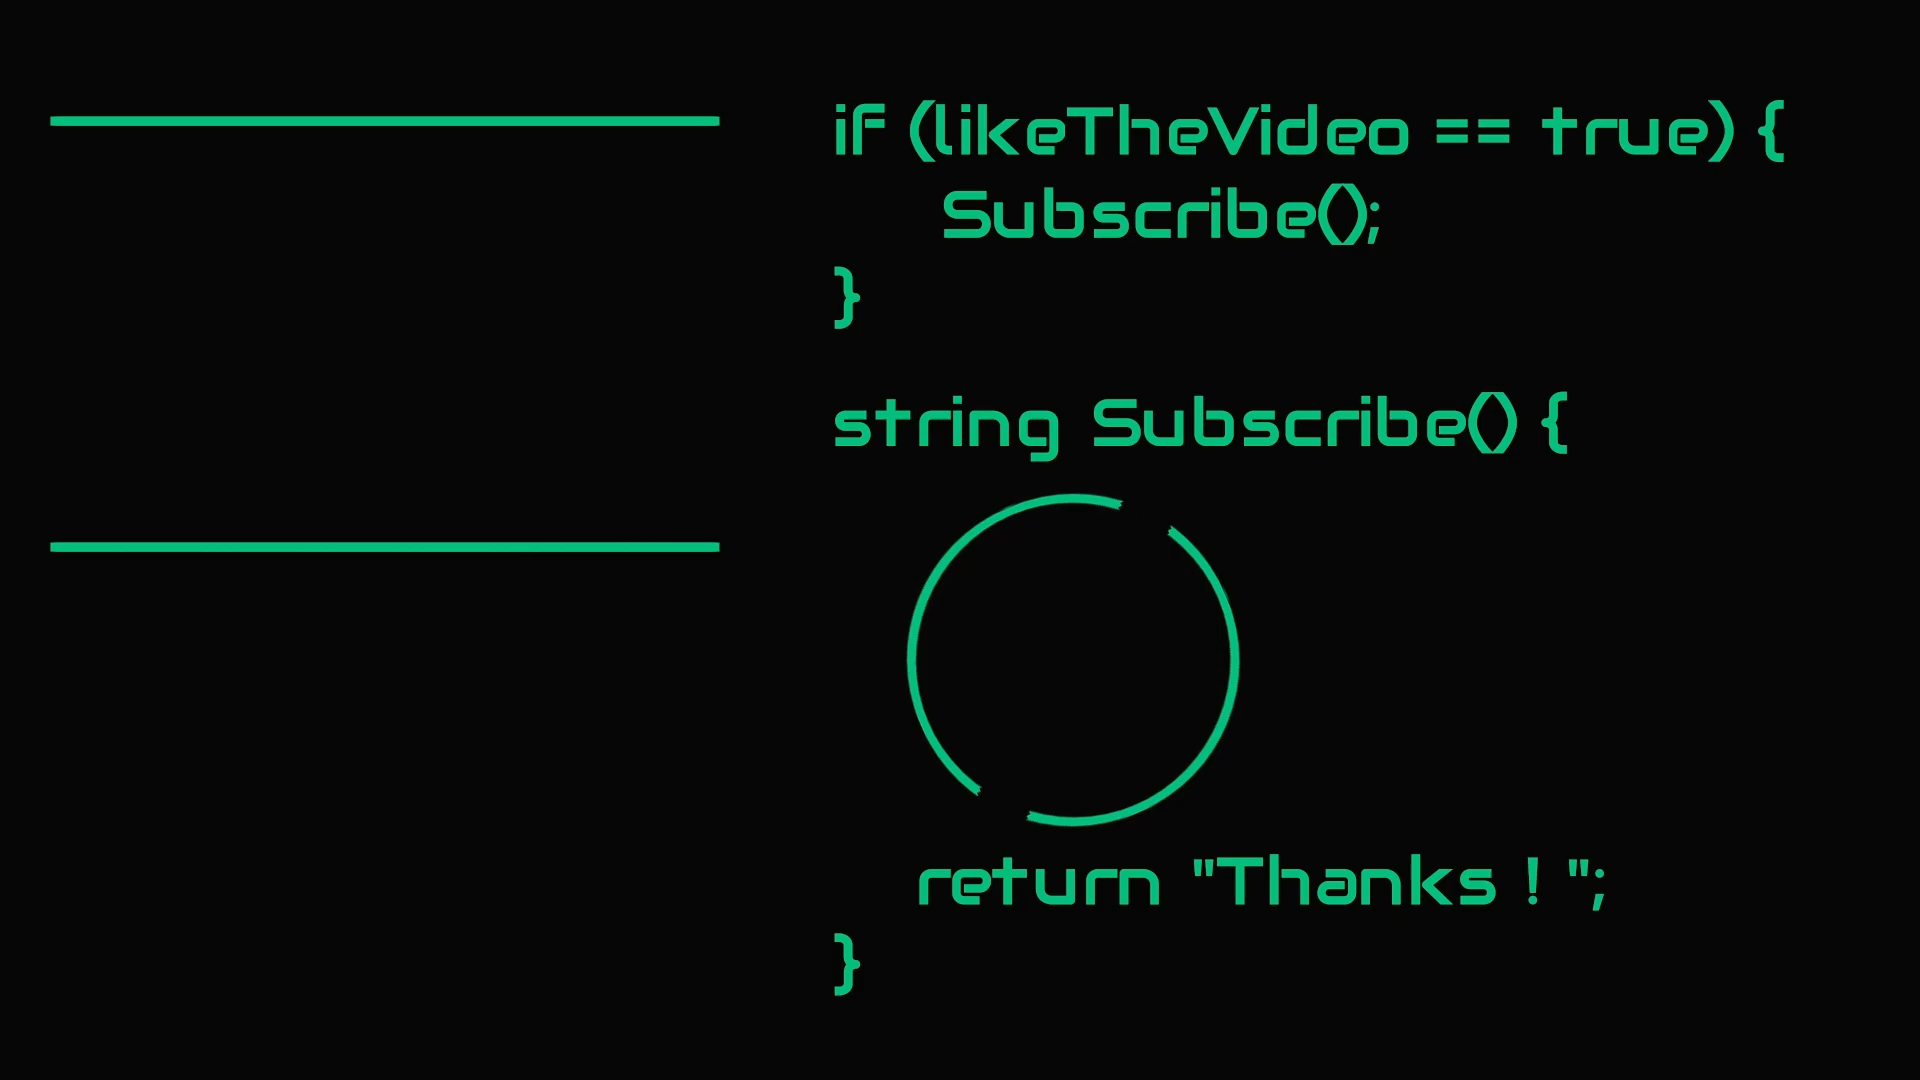 if (likeTheVideo == true) {
Subscribe();
}
string Subscribe() {
return "Thanks ! ";
}